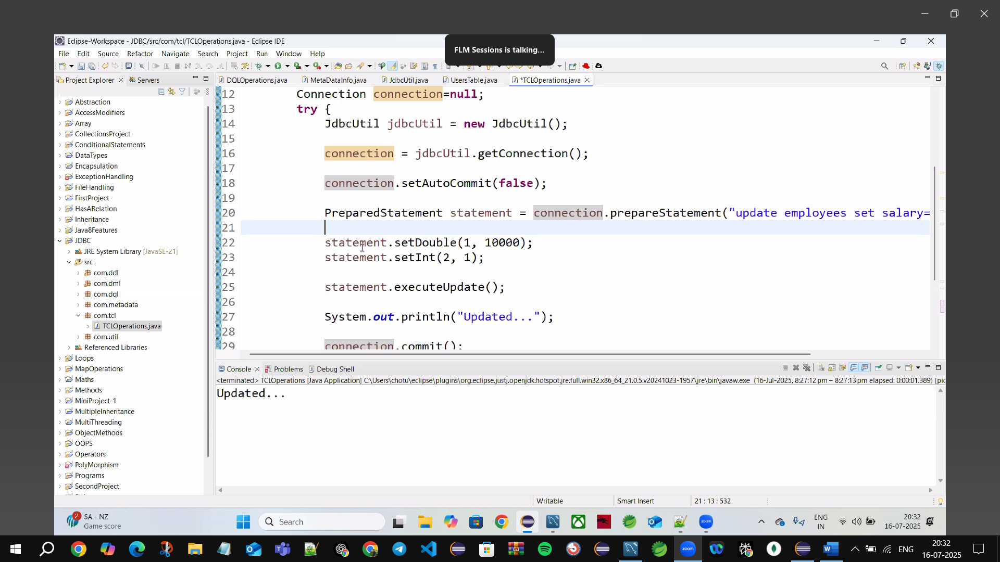 Eclipse-Workspace - JDBC/src/com/tcl/TCLOperations.java - Eclipse IDE
FLM Sessions is talking...
File Edit Source Refactor Navigate Search Project Run Window Help
Project Explorer Servers
DQLOperations.java MetaDataInfo.java JdbcUtil.java UsersTable.java *TCLOperations.java
Abstraction
AccessModifiers
Array
CollectionsProject
ConditionalStatements
DataTypes
Encapsulation
ExceptionHandling
FileHandling
FirstProject
HasARelation
Inheritance
Java8Features
JDBC
JRE System Library [JavaSE-21]
src
com.ddl
com.dml
com.dql
com.metadata
com.tcl
TCLOperations.java
com.util
Referenced Libraries
Loops
MapOperations
Maths
Methods
MiniProject-1
MultipleInheritance
MultiThreading
ObjectMethods
OOPS
Operators
PolyMorphism
Programs
SecondProject
12 Connection connection=null;
13 try {
14 JdbcUtil jdbcUtil = new JdbcUtil();
15
16 connection = jdbcUtil.getConnection();
17
18 connection.setAutoCommit(false);
19
20 PreparedStatement statement = connection.prepareStatement("update employees set salary=
21
22 statement.setDouble(1, 10000);
23 statement.setInt(2, 1);
24
25 statement.executeUpdate();
26
27 System.out.println("Updated...");
28
29 connection.commit();
Console Problems Debug Shell
<terminated> TCLOperations [Java Application] C:\Users\chotu\eclipse\plugins\org.eclipse.justj.openjdk.hotspot.jre.full.win32.x86_64_21.0.5.v20241023-1957\jre\bin\javaw.exe (16-Jul-2025, 8:27:12 pm – 8:27:13 pm elapsed: 0:00:01.389) [pic
Updated...
Writable Smart Insert 21 : 13 : 532
2
SA - NZ
Game score
Search
zoom
ENG
IN
20:32
16-07-2025
zoom
ENG
20:32
16-07-2025